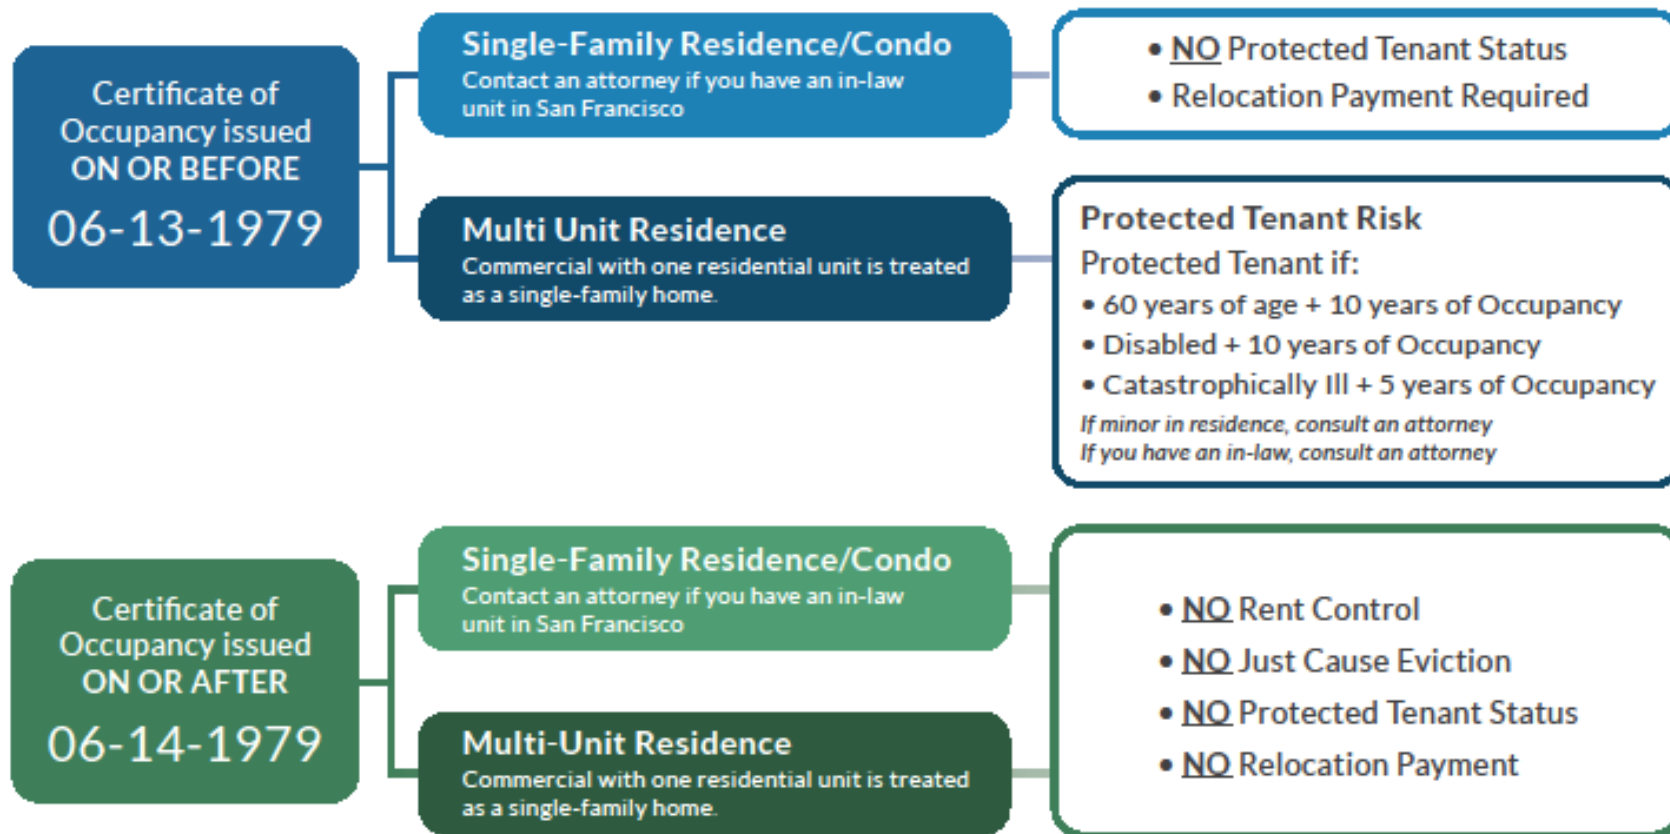 Certificate of
Occupancy issued
ON OR BEFORE
06-13-1979
Single-Family Residence/Condo
Contact an attorney if you have an in-law
unit in San Francisco
• NO Protected Tenant Status
• Relocation Payment Required
Multi Unit Residence
Commercial with one residential unit is treated
as a single-family home.
Protected Tenant Risk
Protected Tenant if:
• 60 years of age + 10 years of Occupancy
• Disabled + 10 years of Occupancy
• Catastrophically Ill + 5 years of Occupancy
If minor in residence, consult an attorney
If you have an in-law, consult an attorney
Certificate of
Occupancy issued
ON OR AFTER
06-14-1979
Single-Family Residence/Condo
Contact an attorney if you have an in-law
unit in San Francisco
Multi-Unit Residence
Commercial with one residential unit is treated
as a single-family home.
• NO Rent Control
• NO Just Cause Eviction
• NO Protected Tenant Status
• NO Relocation Payment